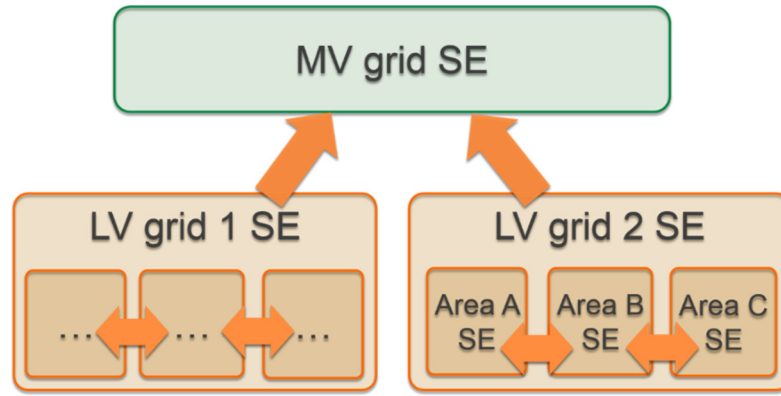 MV grid SE
LV grid 1 SE
... ... ...
LV grid 2 SE
Area A Area B Area C
SE SE SE